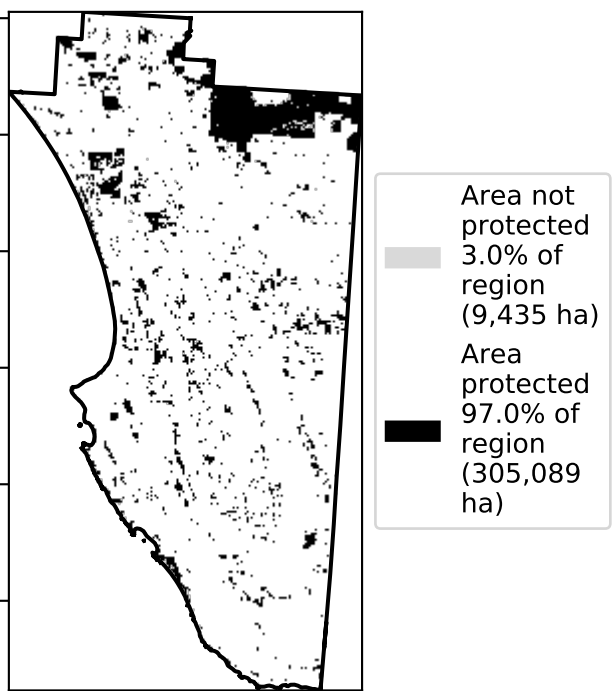 Area not
protected
3.0% of
region
(9,435 ha)
Area
protected
97.0% of
region
(305,089
ha)